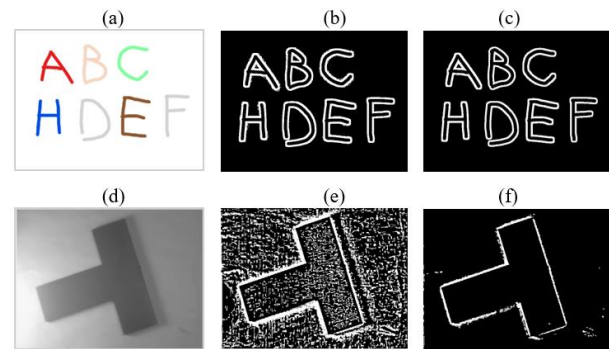 (a) (b) (c)
ABC ABC ABC
HDEF HDEF HDEF
(d) (e) (f)